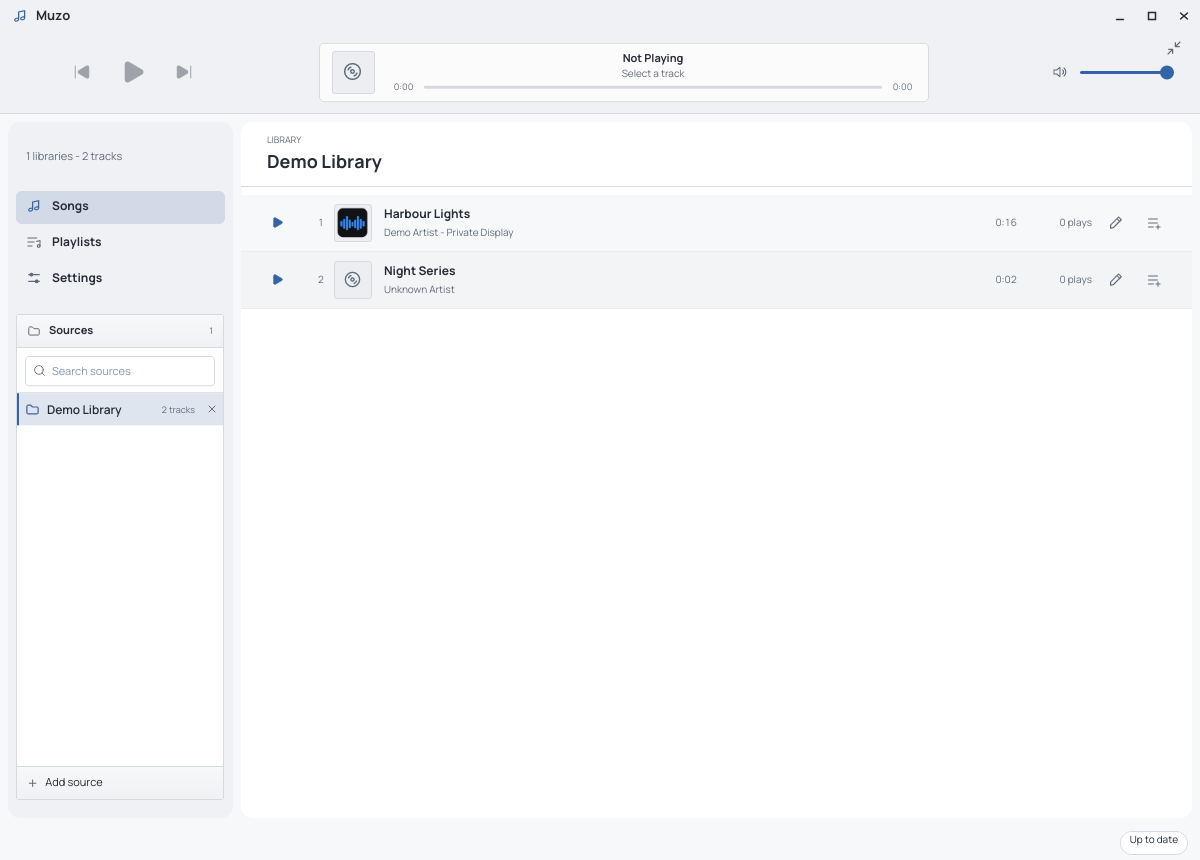 Muzo
Not Playing
Select a track
0:00
0:00
1 libraries - 2 tracks
Songs
Playlists
Settings
Sources
1
Search sources
Demo Library
2 tracks
Add source
LIBRARY
Demo Library
1
Harbour Lights
Demo Artist - Private Display
0:16
0 plays
2
Night Series
Unknown Artist
0:02
0 plays
Up to date